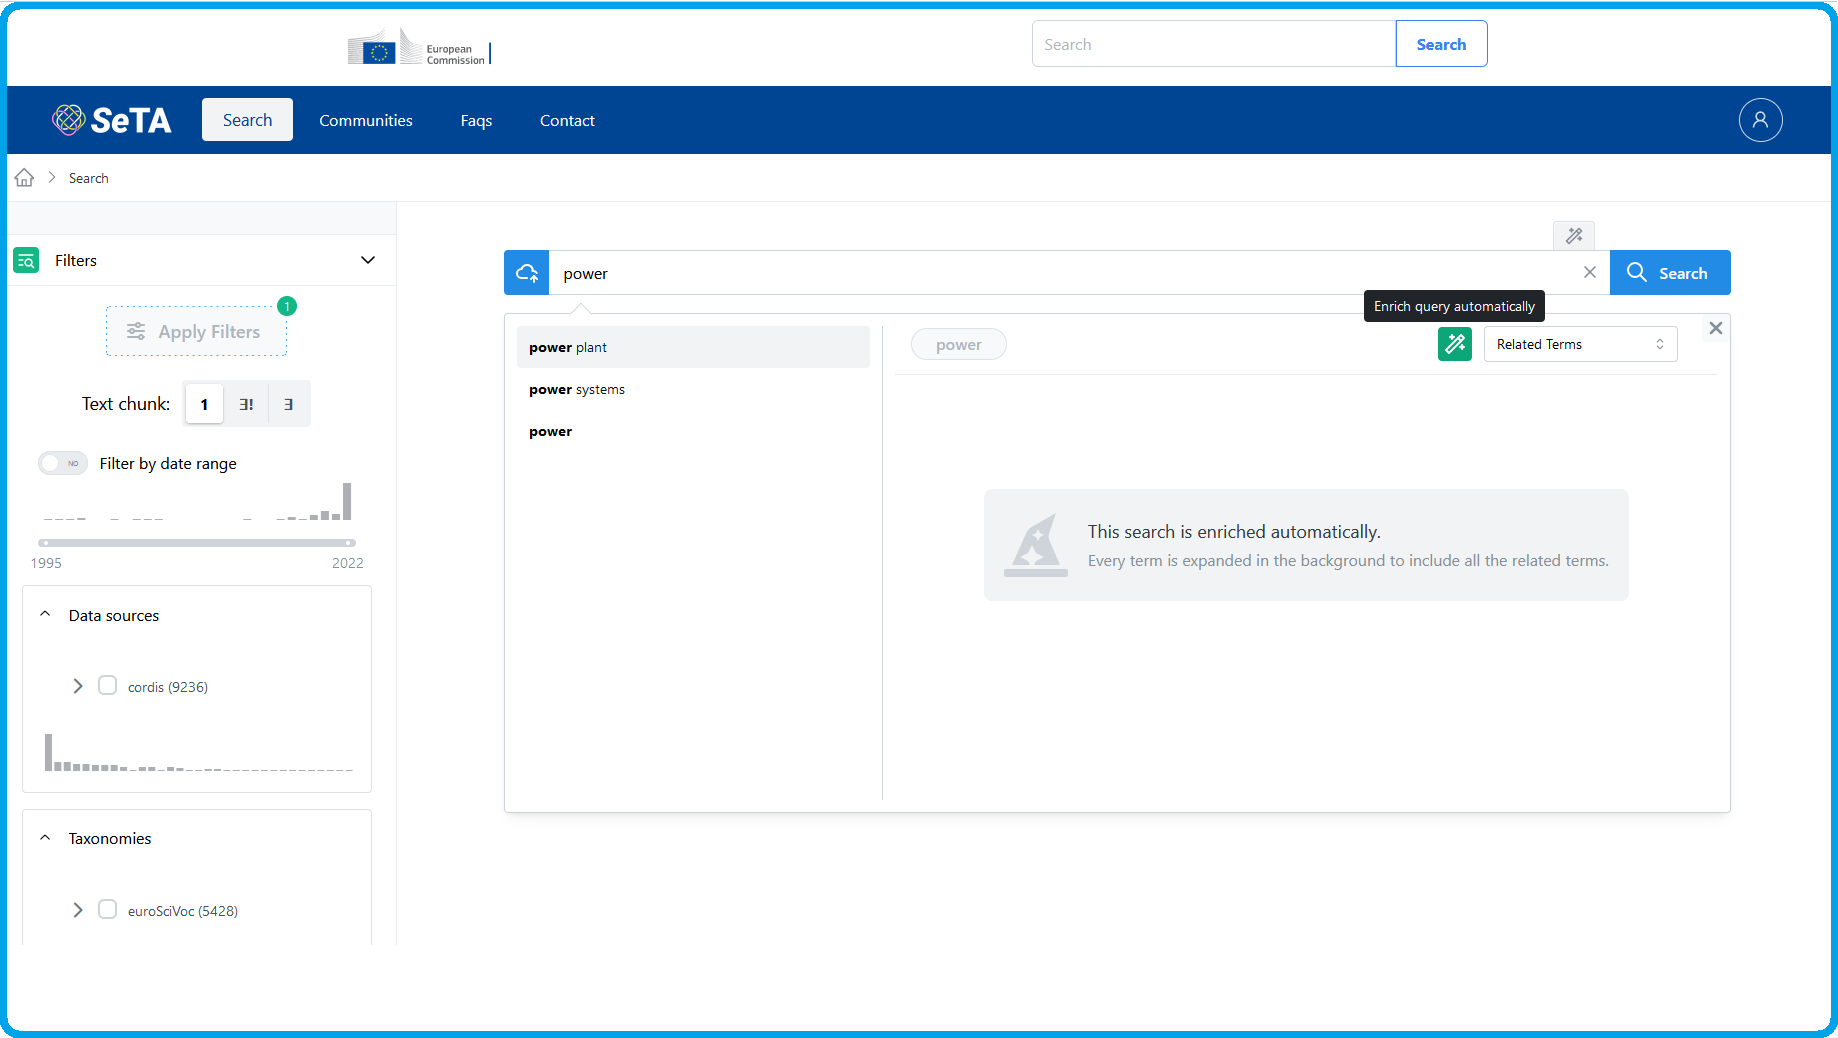 European
Commission
Search
Search
SeTA
Search
Communities
Faqs
Contact
Search
Filters
1
Apply Filters
Text chunk:
1
∃!
∃
NO
Filter by date range
1995
2022
Data sources
cordis (9236)
Taxonomies
euroSciVoc (5428)
power
Search
Enrich query automatically
power plant
power systems
power
power
Related Terms
This search is enriched automatically.
Every term is expanded in the background to include all the related terms.